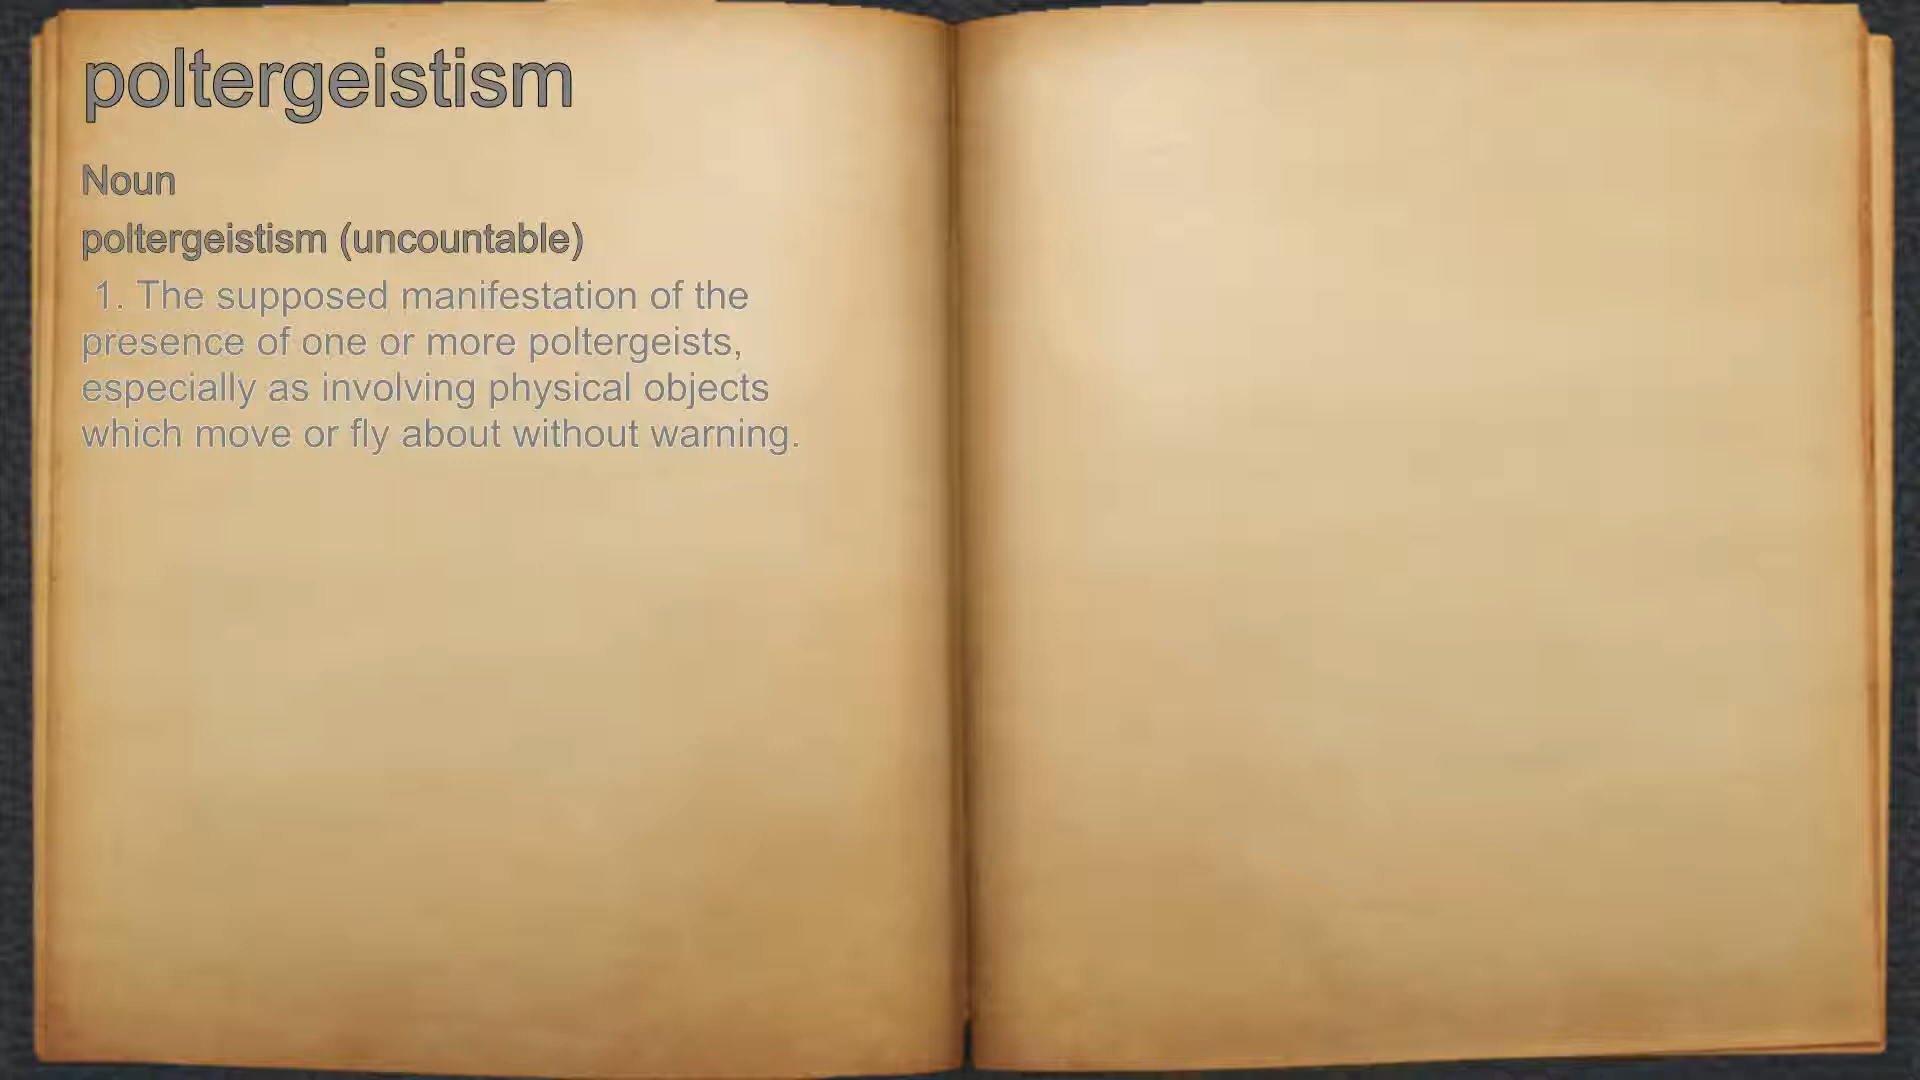 poltergeistism
Noun
poltergeistism (uncountable)
1. The supposed manifestation of the
presence of one or more poltergeists,
especially as involving physical objects
which move or fly about without warning.